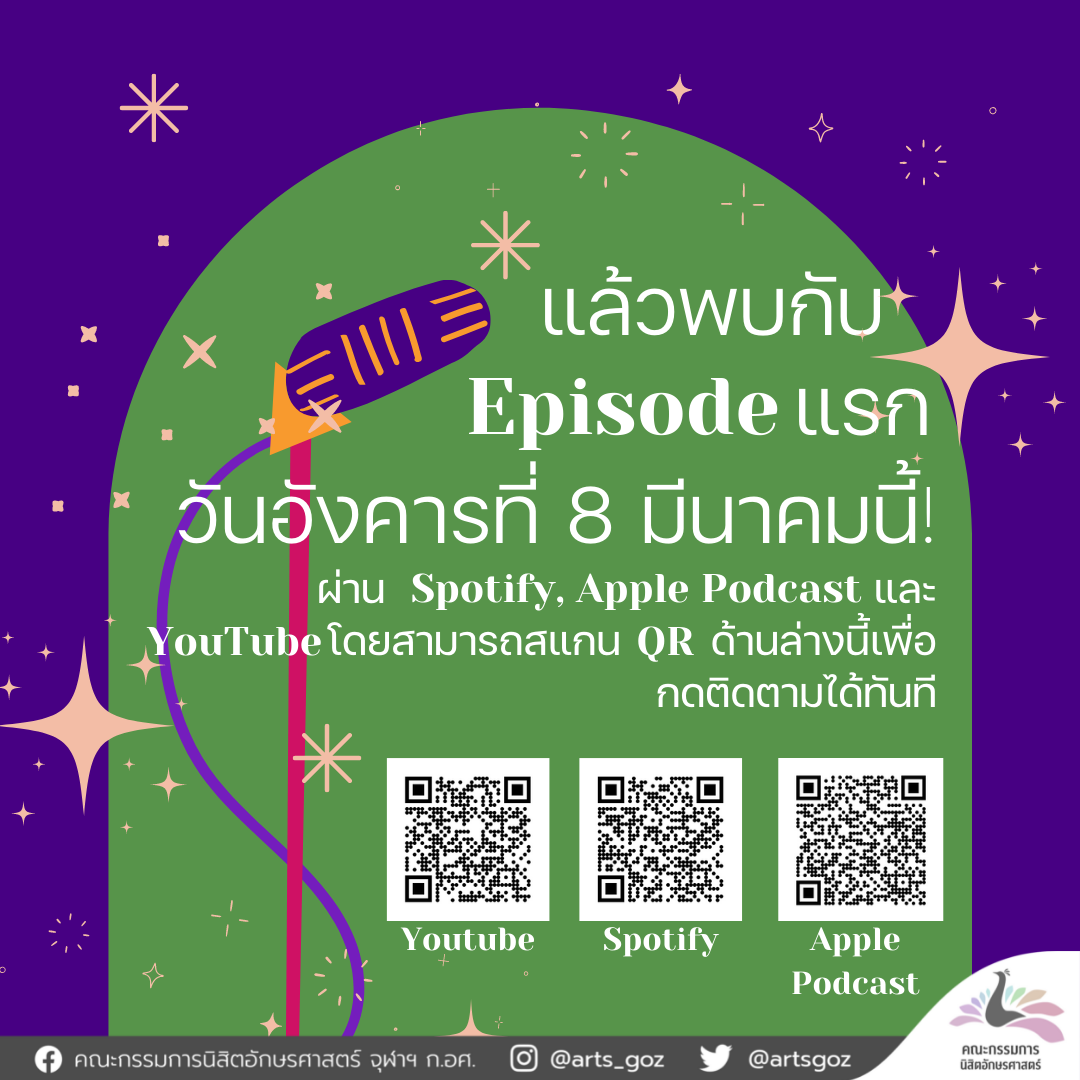 แล้วพบกับ
Episode แรก
วันอังคารที่ 8 มีนาคมนี้!
ผ่าน Spotify, Apple Podcast และ
YouTube โดยสามารถสแกน QR ด้านล่างนี้เพื่อ
กดติดตามได้ทันที
Youtube
Spotify
Apple
Podcast
คณะกรรมการนิสิตอักษรศาสตร์ จุฬาฯ ก.อศ.
@arts_goz
@artsgoz
คณะกรรมการ
นิสิตอักษรศาสตร์